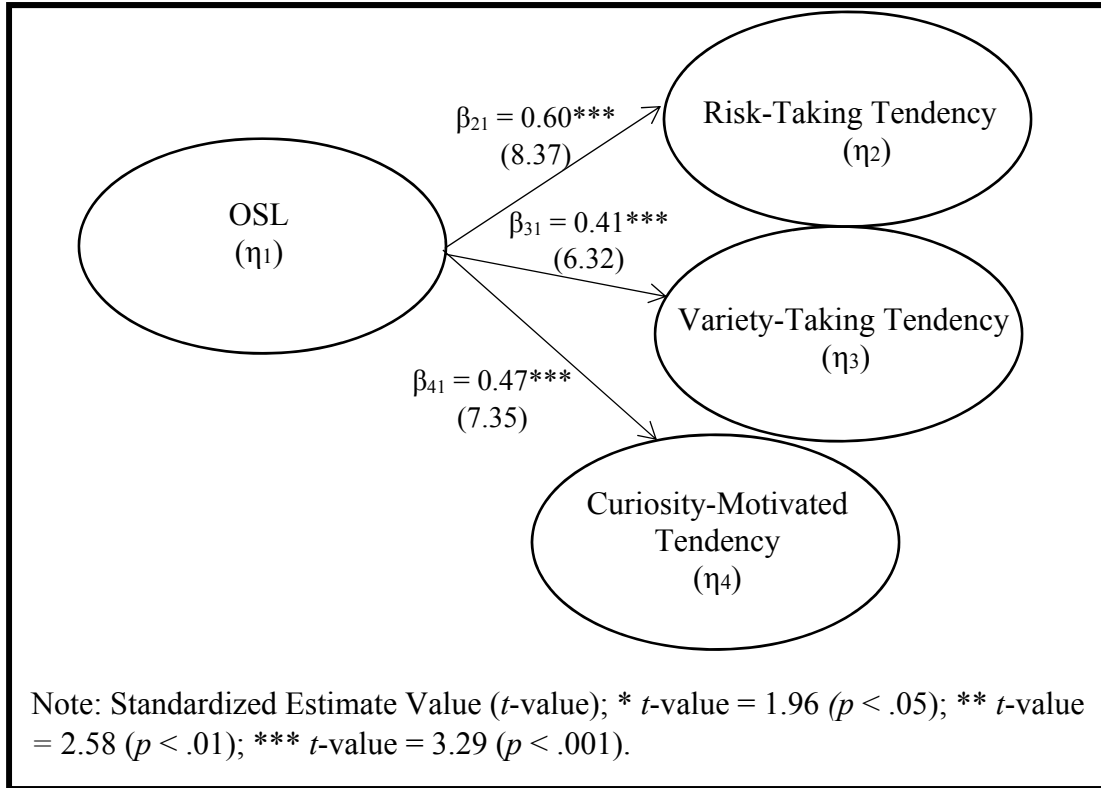 β21 = 0.60***
(8.37)
Risk-Taking Tendency
(η2)
OSL
(η1)
β31 = 0.41***
(6.32)
Variety-Taking Tendency
(η3)
β41 = 0.47***
(7.35)
Curiosity-Motivated
Tendency
(η4)
Note: Standardized Estimate Value (t-value); * t-value = 1.96 (p < .05); ** t-value
= 2.58 (p < .01); *** t-value = 3.29 (p < .001).